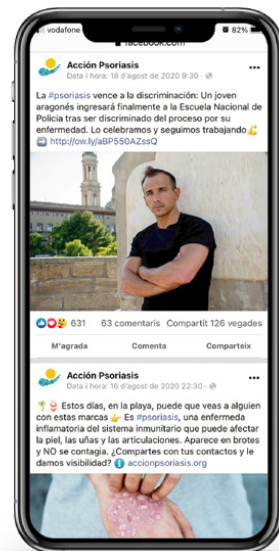 vodafone 82%
facebook.com
Acción Psoriasis
Data i hora: 18 d'agost de 2020 9:30 ·
La #psoriasis vence a la discriminación: Un joven
aragonés ingresará finalmente a la Escuela Nacional de
Policia tras ser discriminado del proceso por su
enfermedad. Lo celebramos y seguimos trabajando💪
➡️ http://ow.ly/aBP550AZssQ
631 63 comentaris Compartit 126 vegades
M'agrada Comenta Comparteix
Acción Psoriasis
Data i hora: 16 d'agost de 2020 22:30 ·
🌴👙 Estos días, en la playa, puede que veas a alguien
con estas marcas 👉 Es #psoriasis, una enfermedad
inflamatoria del sistema inmunitario que puede afectar
la piel, las uñas y las articulaciones. Aparece en brotes
y NO se contagia. ¿Compartes con tus contactos y le
damos visibilidad? ℹ️ accionpsoriasis.org